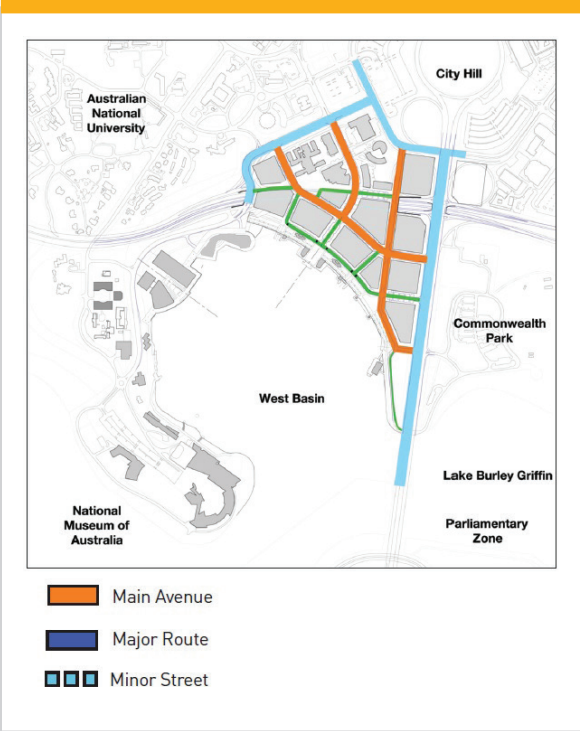 City Hill
Australian
National
University
Commonwealth
Park
West Basin
Lake Burley Griffin
National
Museum of
Australia
Parliamentary
Zone
Main Avenue
Major Route
Minor Street